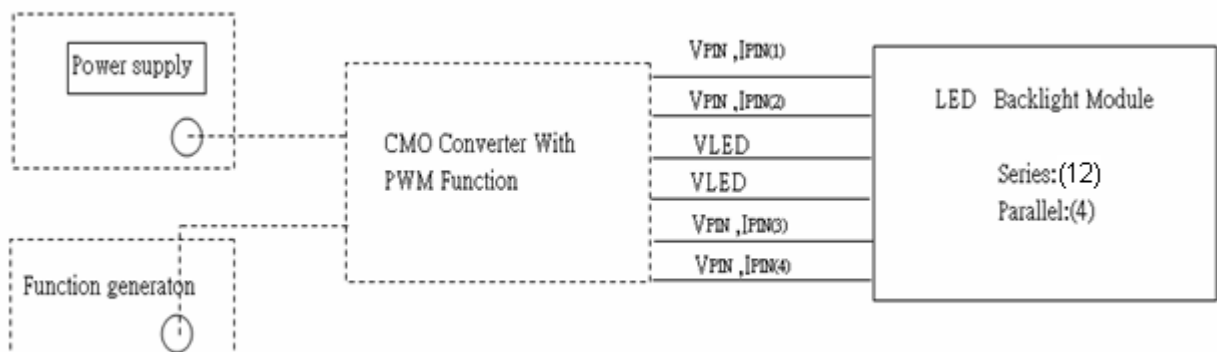 Power supply
Function generaton
CMO Converter With
PWM Function
VPIN ,IPIN(1)
VPIN ,IPIN(2)
VLED
VLED
VPIN ,IPIN(3)
VPIN ,IPIN(4)
LED Backlight Module
Series:(12)
Parallel:(4)